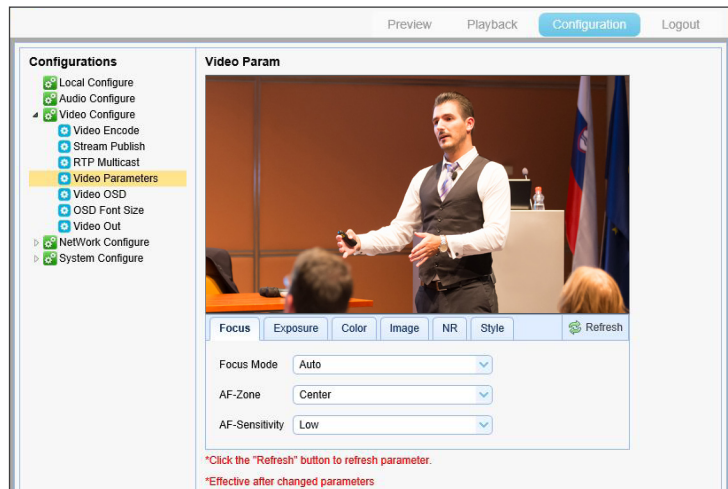 Preview Playback Configuration Logout
Configurations
Local Configure
Audio Configure
Video Configure
Video Encode
Stream Publish
RTP Multicast
Video Parameters
Video OSD
OSD Font Size
Video Out
NetWork Configure
System Configure
Video Param
Focus Exposure Color Image NR Style Refresh
Focus Mode Auto
AF-Zone Center
AF-Sensitivity Low
*Click the "Refresh" button to refresh parameter.
*Effective after changed parameters